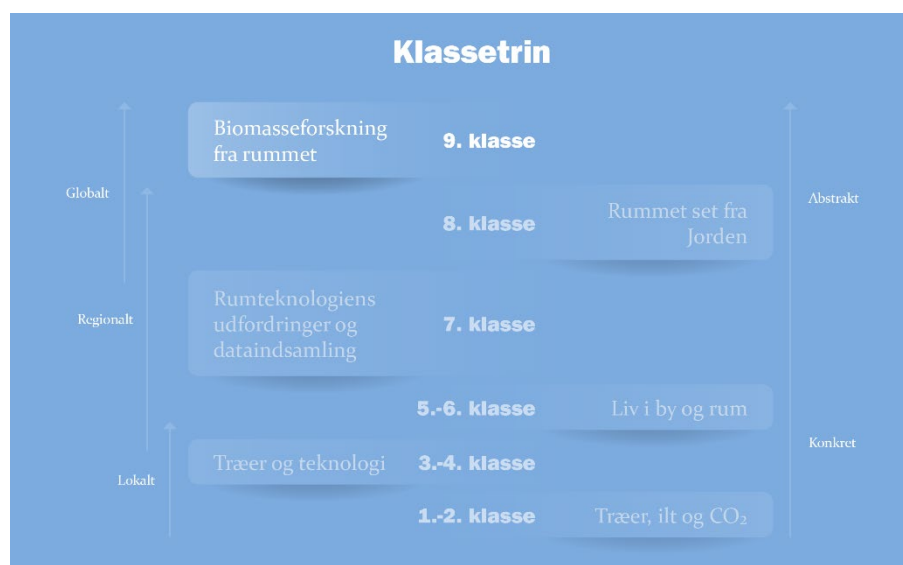 Klassetrin
Biomasseforskning
fra rummet
9. klasse
Globalt
Abstrakt
8. klasse
Rummet set fra
Jorden
Rumteknologiens
udfordringer og
dataindsamling
7. klasse
Regionalt
5.-6. klasse
Liv i by og rum
Konkret
Træer og teknologi
3.-4. klasse
Lokalt
1.-2. klasse
Træer, ilt og CO₂